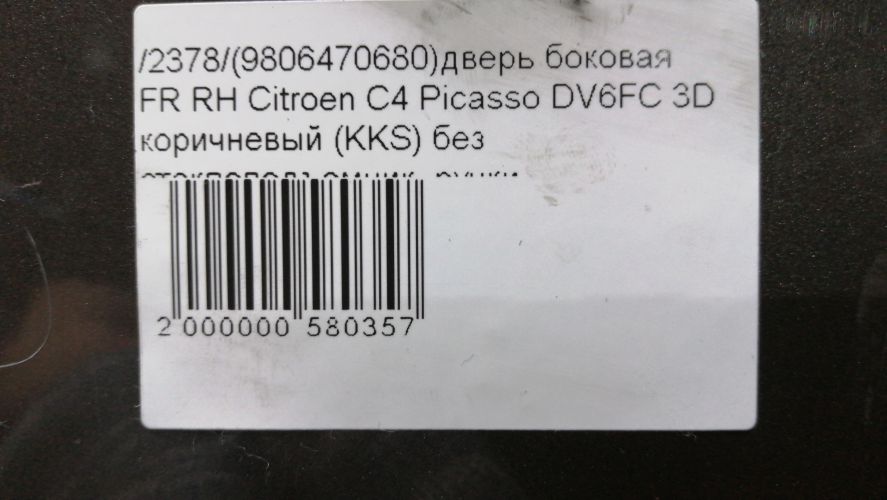 /2378/(9806470680)дверь боковая
FR RH Citroen C4 Picasso DV6FC 3D
коричневый (KKS) без
2 000000 580357